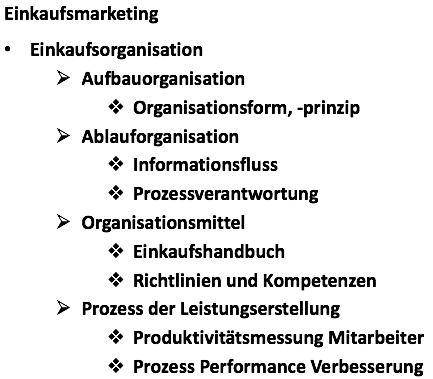 Einkaufsmarketing
• Einkaufsorganisation
➢ Aufbauorganisation
❖ Organisationsform, -prinzip
➢ Ablauforganisation
❖ Informationsfluss
❖ Prozessverantwortung
➢ Organisationsmittel
❖ Einkaufshandbuch
❖ Richtlinien und Kompetenzen
➢ Prozess der Leistungserstellung
❖ Produktivitätsmessung Mitarbeiter
❖ Prozess Performance Verbesserung